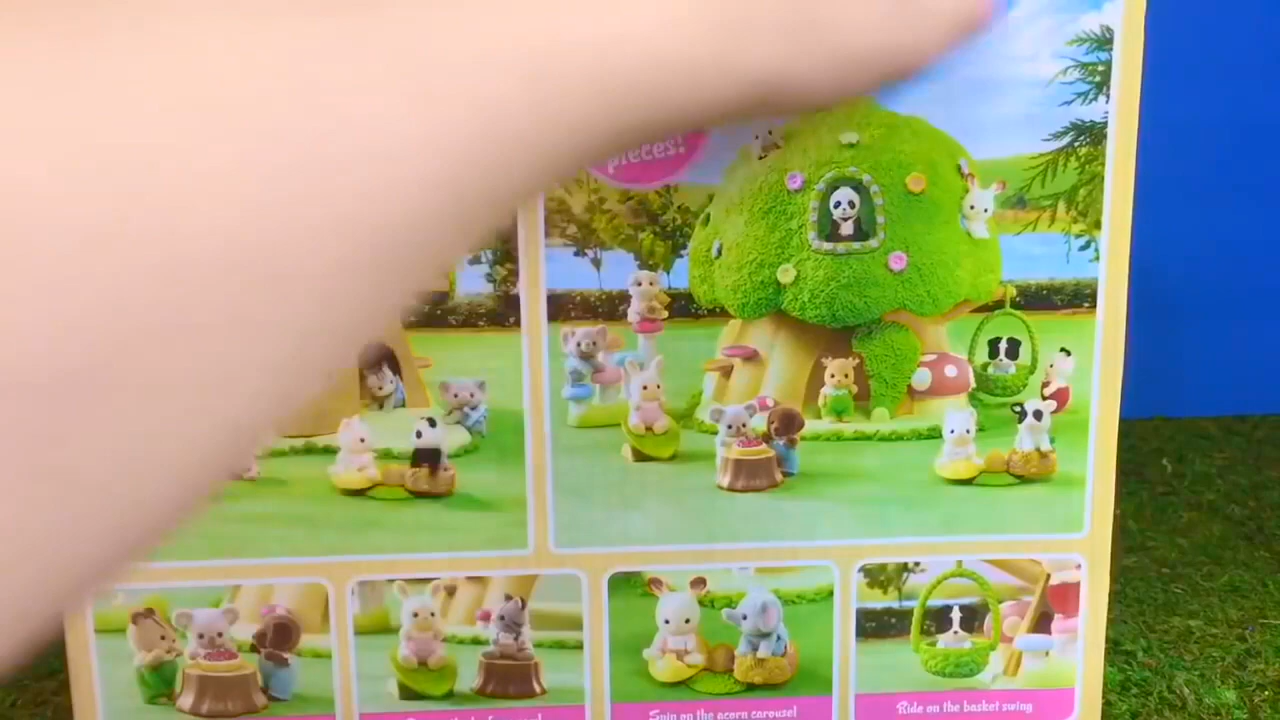 pieces!
Spin on the acorn carousel
Ride on the basket swing